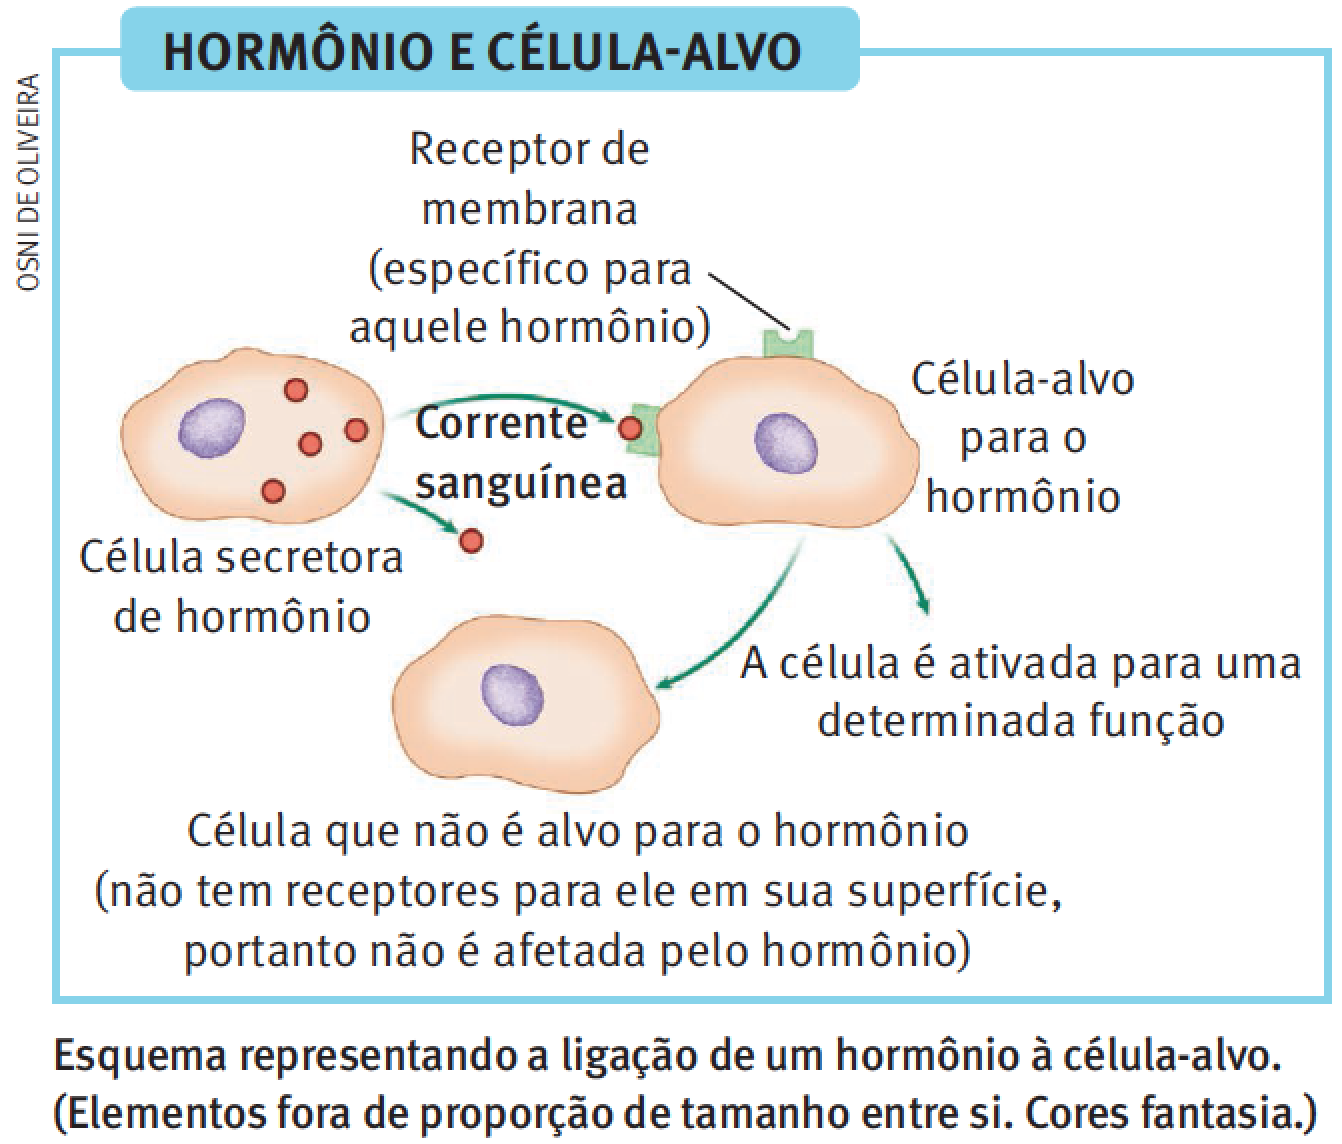 HORMÔNIO E CÉLULA-ALVO
OSNI DE OLIVEIRA
Receptor de
membrana
(específico para
aquele hormônio)
Célula-alvo
para o
hormônio
Corrente
sanguínea
Célula secretora
de hormônio
A célula é ativada para uma
determinada função
Célula que não é alvo para o hormônio
(não tem receptores para ele em sua superfície,
portanto não é afetada pelo hormônio)
Esquema representando a ligação de um hormônio à célula-alvo.
(Elementos fora de proporção de tamanho entre si. Cores fantasia.)